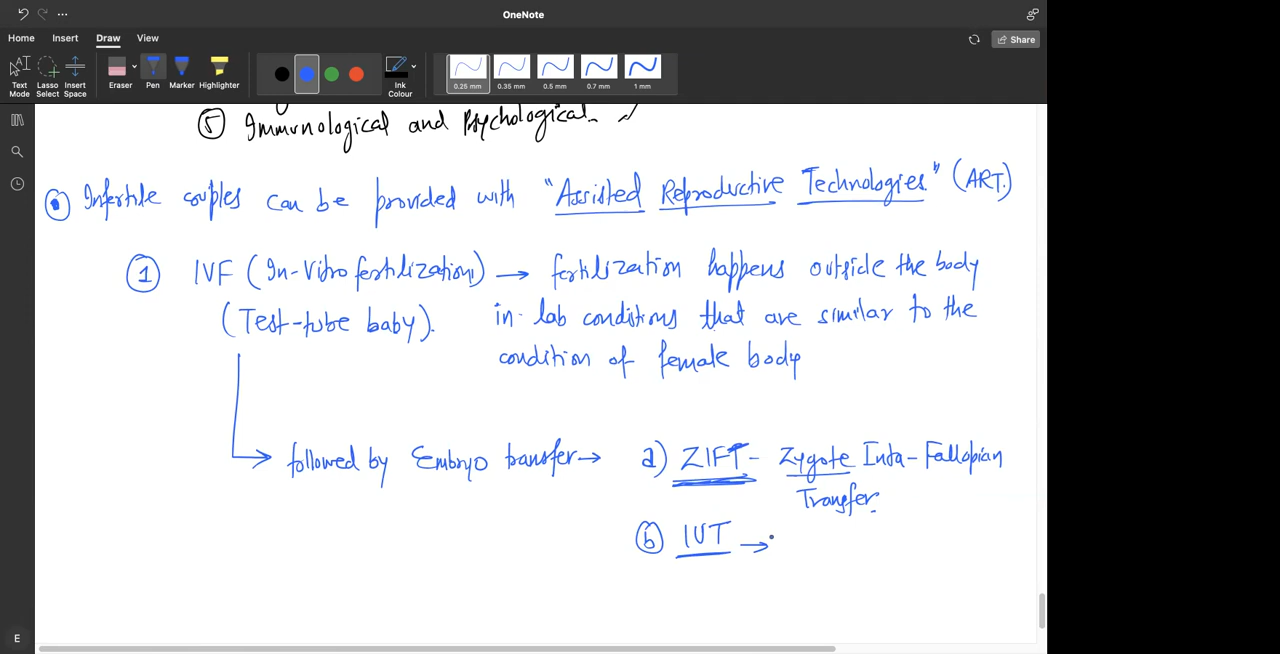 OneNote
Home Insert Draw View
Share
Text Mode
Lasso Select
Insert Space
Eraser
Pen
Marker
Highlighter
Ink Colour
0.25 mm
0.35 mm
0.5 mm
0.7 mm
1 mm
5 Immunological and Psychological.
Infertile couples can be provided with "Assisted Reproductive Technologies." (ART.)
1 IVF (In-Vitro fertilization) → fertilization happens outside the body
(Test-tube baby). in lab conditions that are similar to the
condition of female body
followed by Embryo transfer → a) ZIFT - Zygote Inta-Fallopian
Transfer.
b IUT →
E